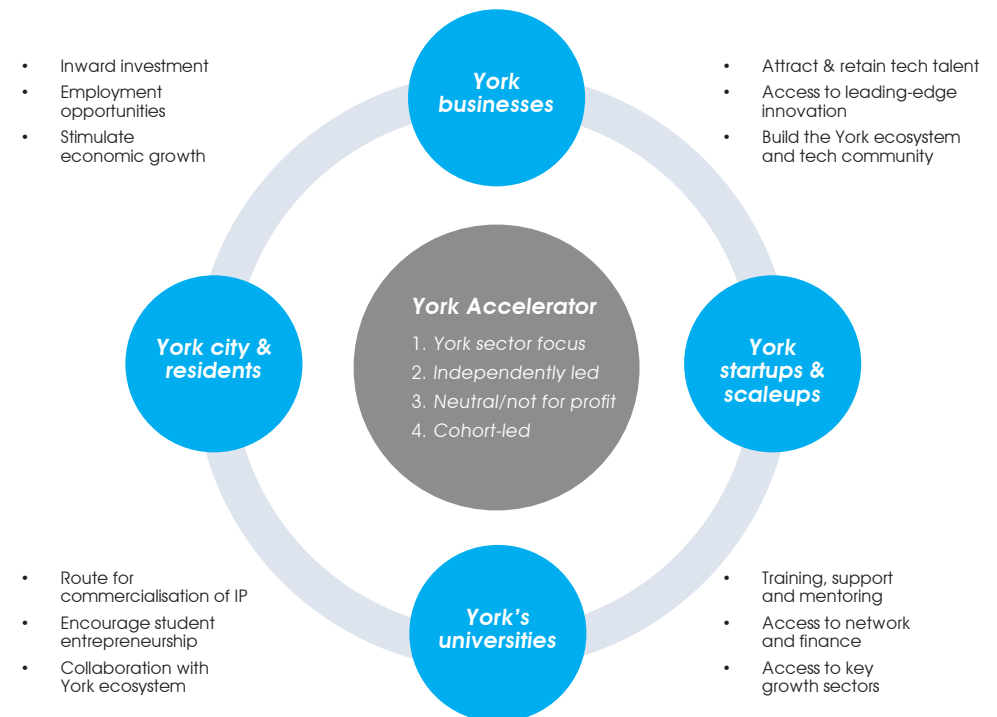 York
businesses
• Inward investment
• Employment
opportunities
• Stimulate
economic growth
• Attract & retain tech talent
• Access to leading-edge
innovation
• Build the York ecosystem
and tech community
York city &
residents
York Accelerator
1. York sector focus
2. Independently led
3. Neutral/not for profit
4. Cohort-led
York
startups &
scaleups
• Route for
commercialisation of IP
• Encourage student
entrepreneurship
• Collaboration with
York ecosystem
York's
universities
• Training, support
and mentoring
• Access to network
and finance
• Access to key
growth sectors